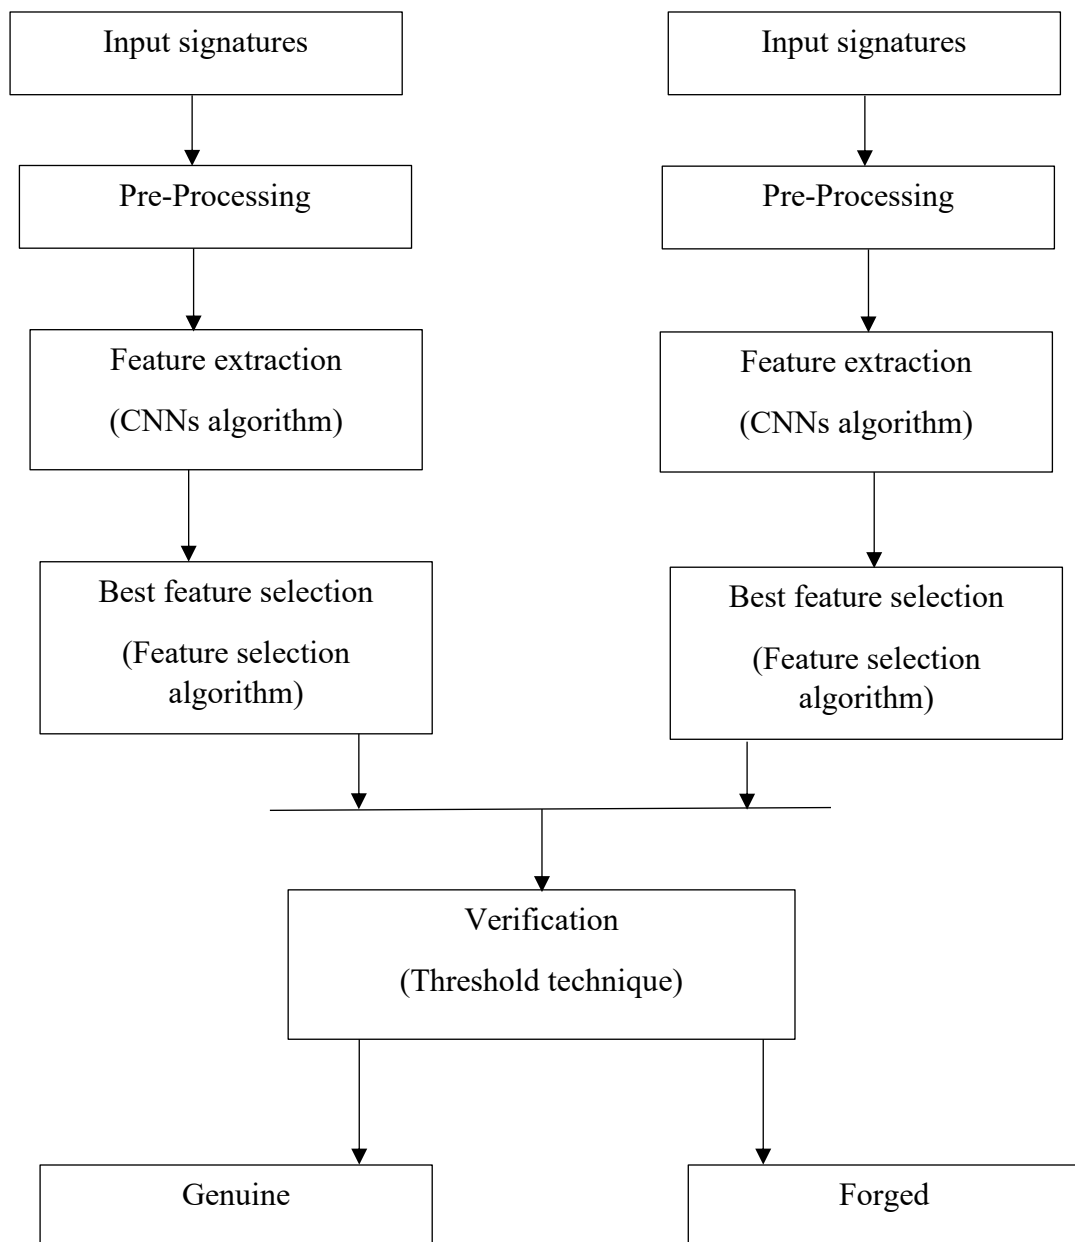 Input signatures
Input signatures
Pre-Processing
Pre-Processing
Feature extraction
(CNNs algorithm)
Feature extraction
(CNNs algorithm)
Best feature selection
(Feature selection
algorithm)
Best feature selection
(Feature selection
algorithm)
Verification
(Threshold technique)
Genuine
Forged